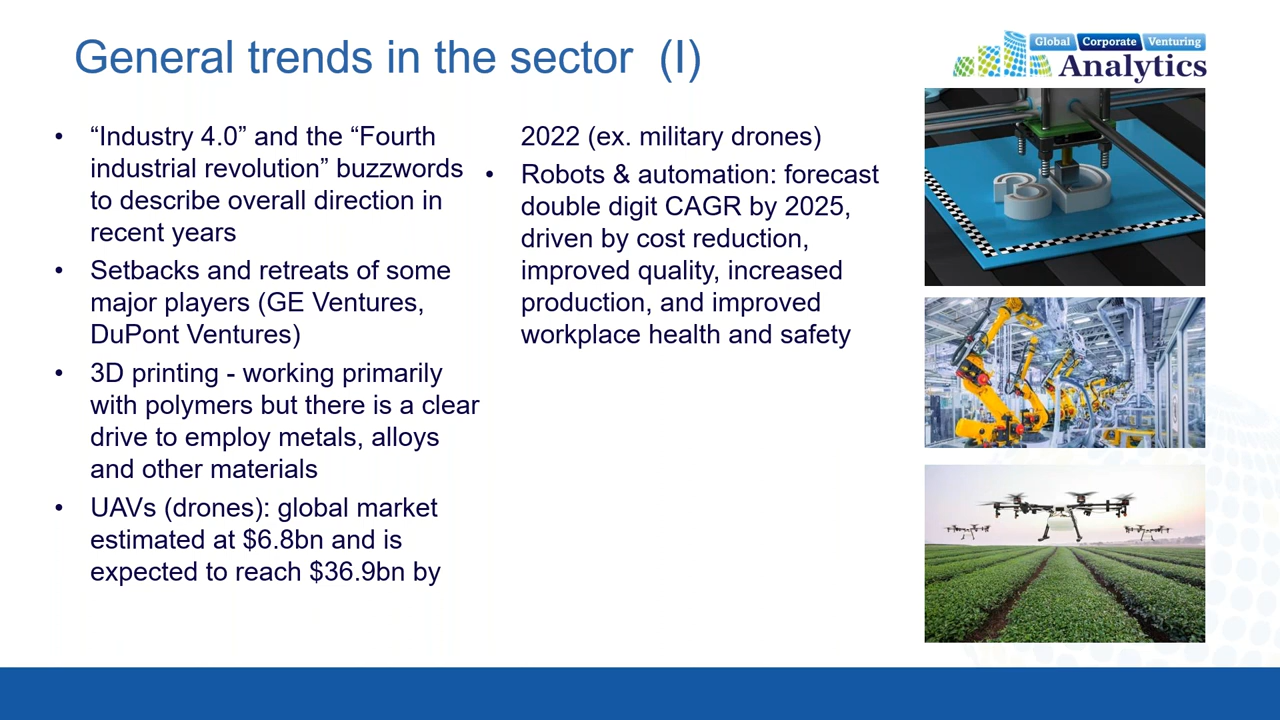 General trends in the sector (I)
Global Corporate Venturing
Analytics
• “Industry 4.0” and the “Fourth
industrial revolution” buzzwords
to describe overall direction in
recent years
• Setbacks and retreats of some
major players (GE Ventures,
DuPont Ventures)
• 3D printing - working primarily
with polymers but there is a clear
drive to employ metals, alloys
and other materials
• UAVs (drones): global market
estimated at $6.8bn and is
expected to reach $36.9bn by
2022 (ex. military drones)
• Robots & automation: forecast
double digit CAGR by 2025,
driven by cost reduction,
improved quality, increased
production, and improved
workplace health and safety